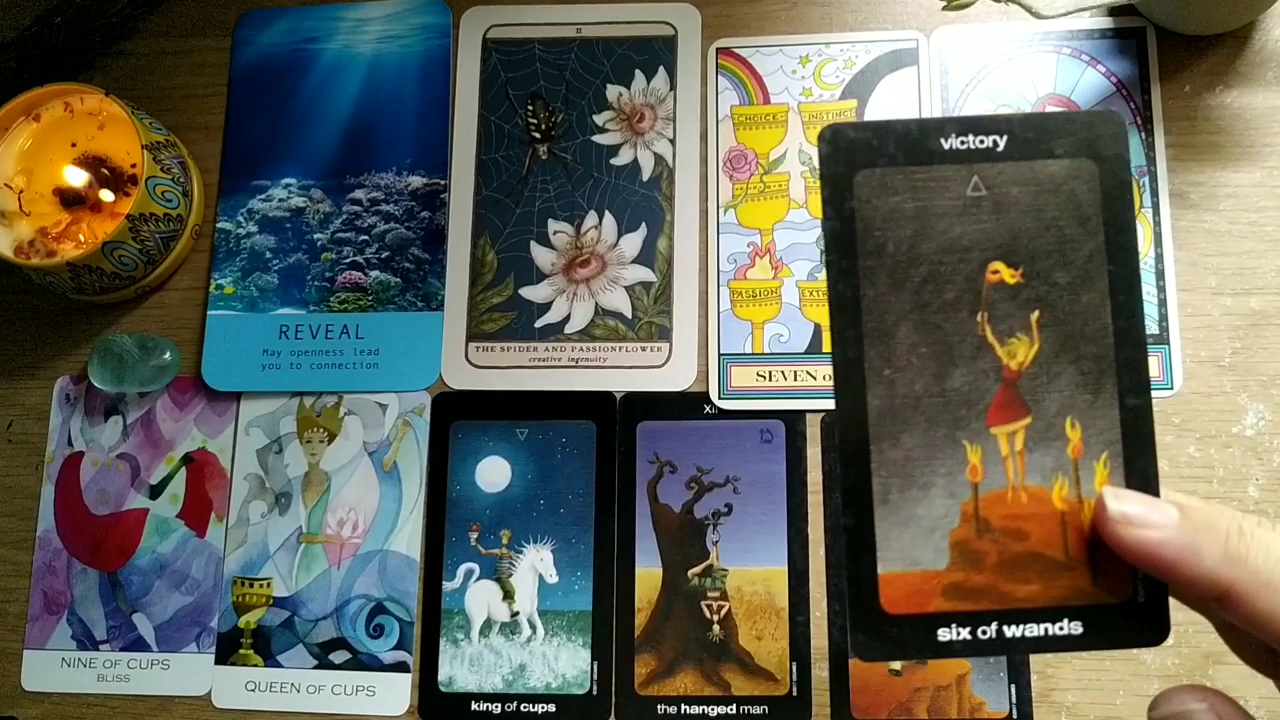 REVEAL
May openness lead
you to connection
II
THE SPIDER AND PASSIONFLOWER
creative ingenuity
CHOICE
INSTINCT
PASSION
SEVEN
victory
six of wands
NINE OF CUPS
BLISS
QUEEN OF CUPS
king of cups
the hanged man